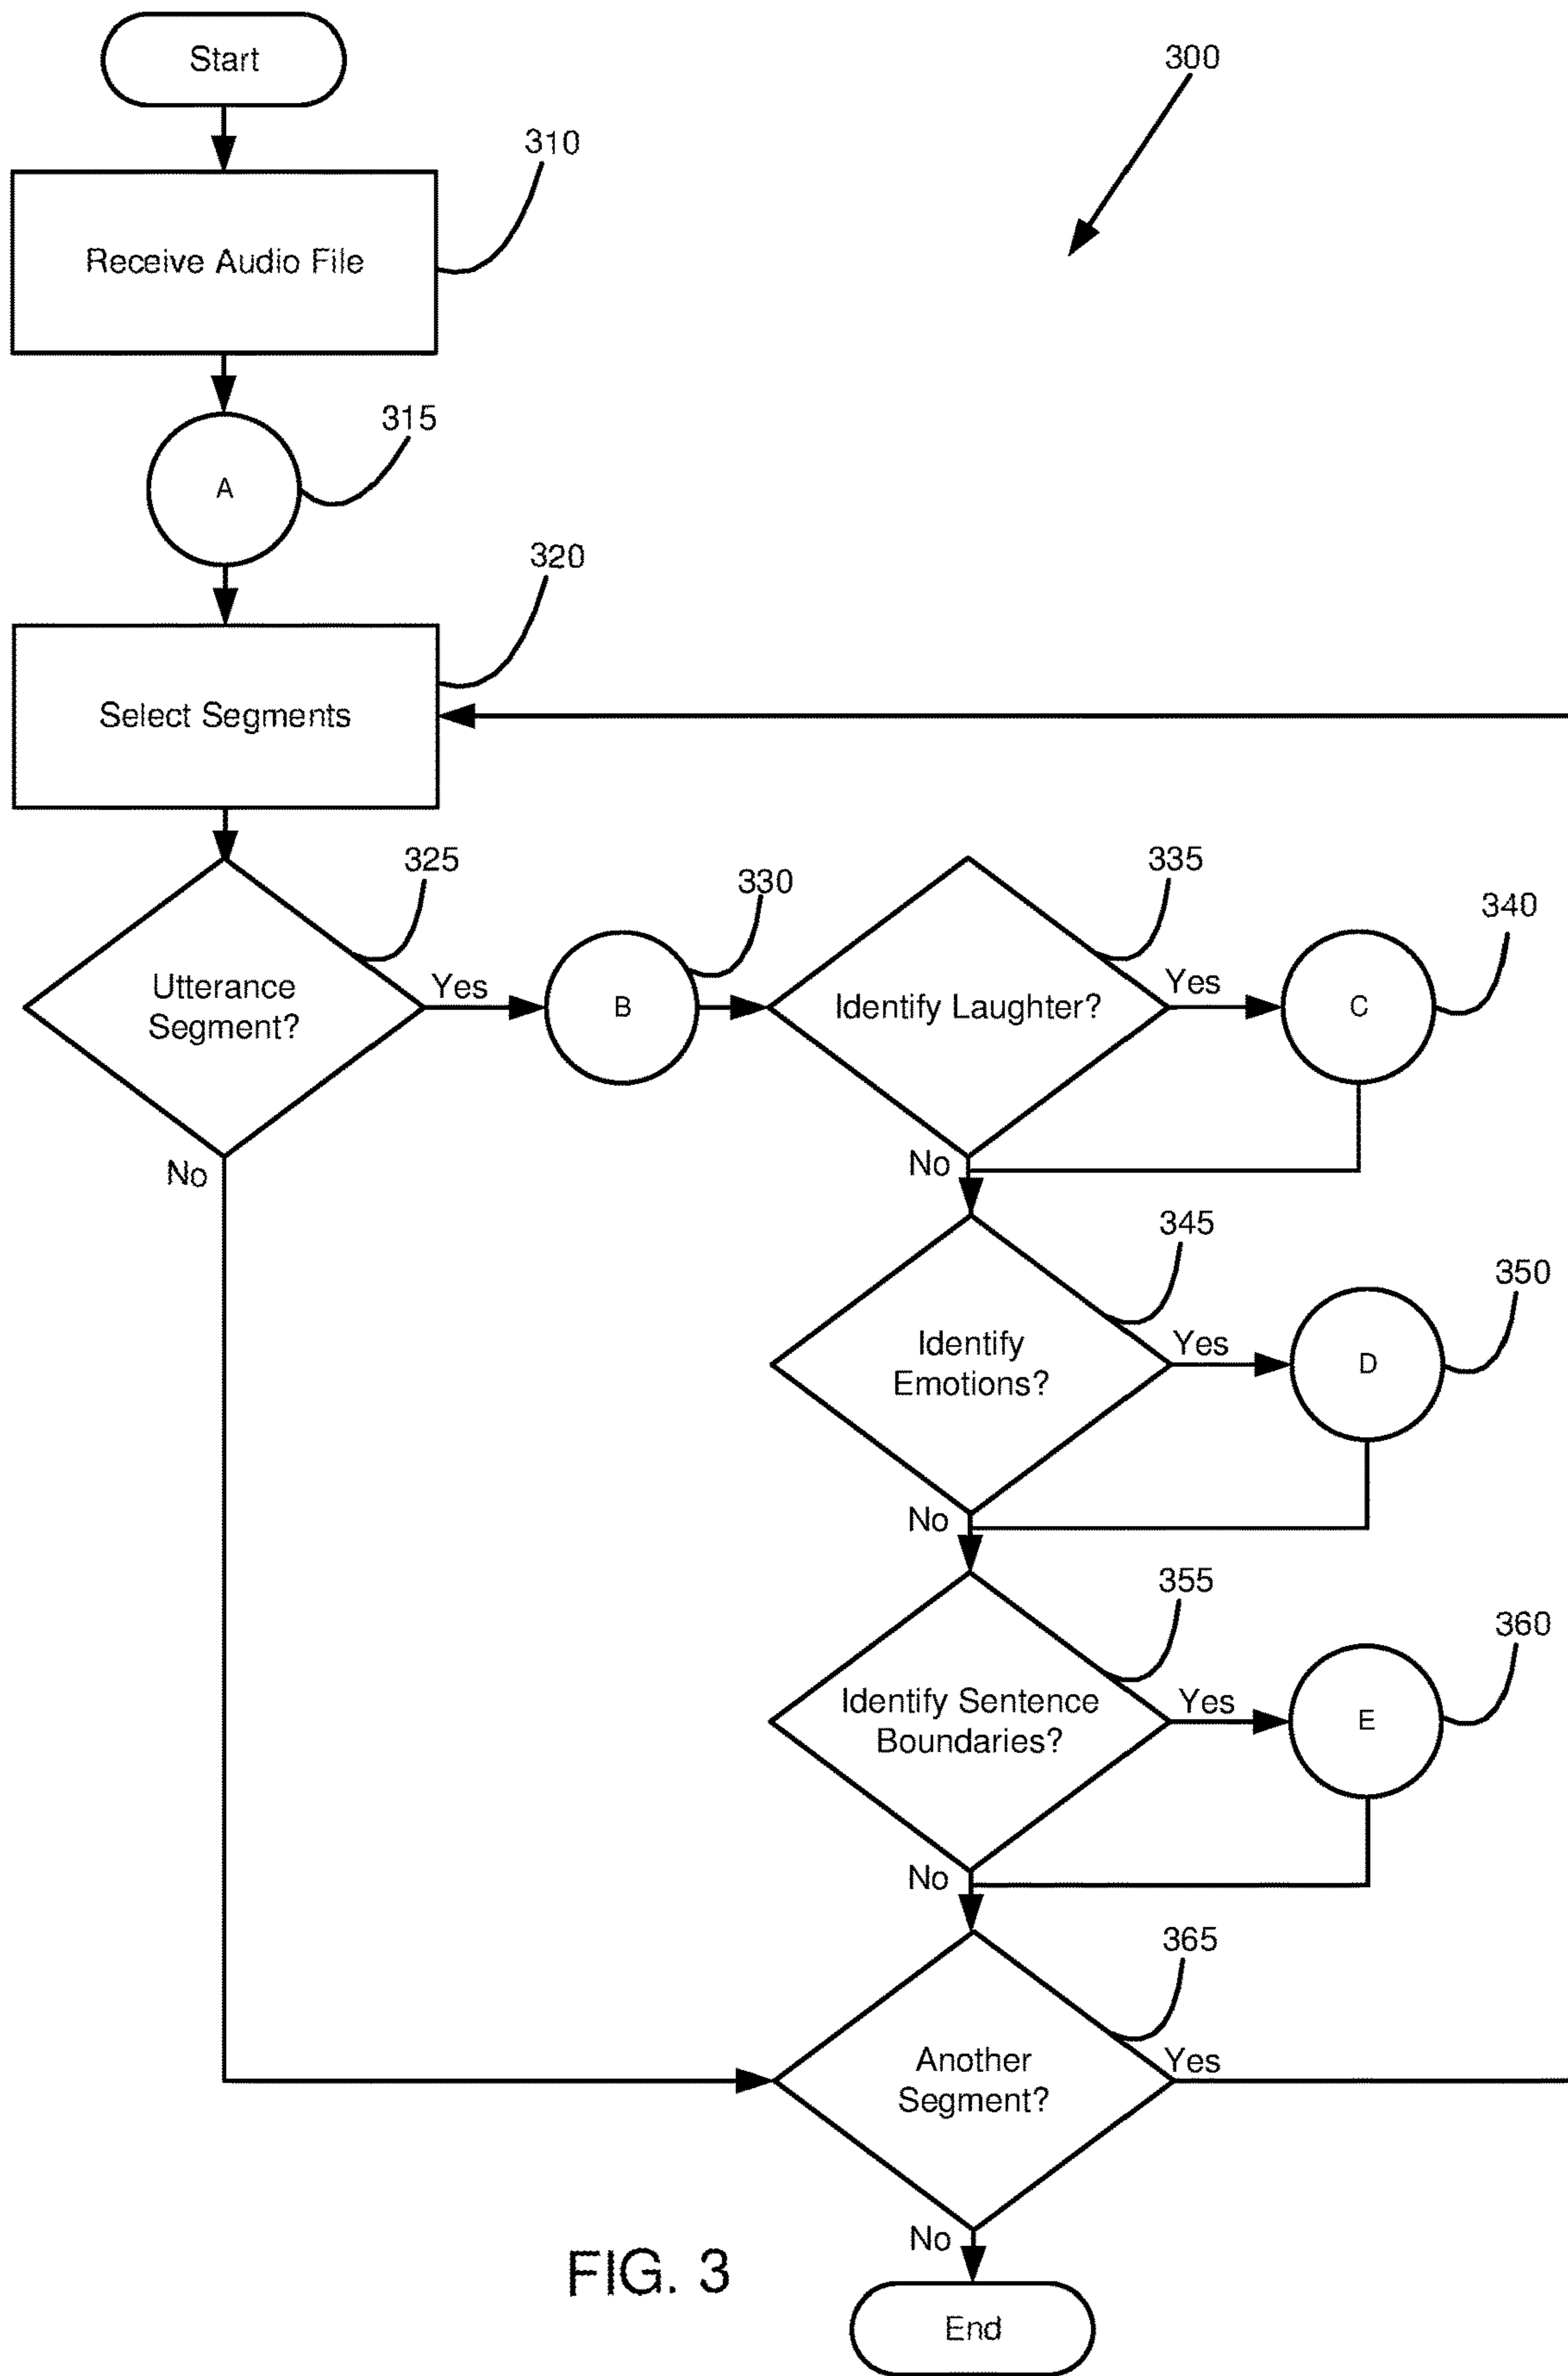 Start
300
310
Receive Audio File
315
A
320
Select Segments
325
330
335
340
Utterance
Segment?
Yes
B
Identify Laughter?
Yes
C
No
No
345
350
Identify
Emotions?
Yes
D
No
355
360
Identify Sentence
Boundaries?
Yes
E
No
365
Another
Segment?
Yes
No
FIG. 3
End